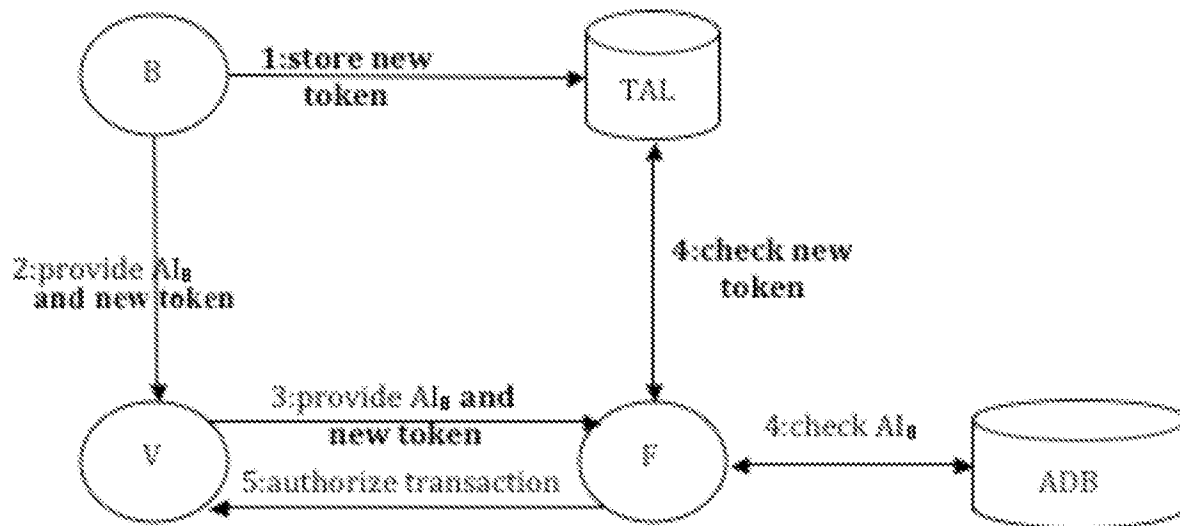 B
1:store new
token
TAL
2:provide AI_B
and new token
4:check new
token
V
3:provide AI_B and
new token
F
4:check AI_B
ADB
5:authorize transaction